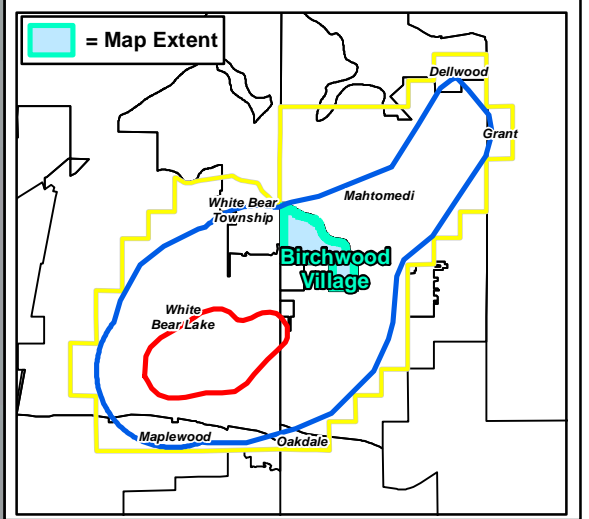 = Map Extent
Dellwood
Grant
Mahtomedi
White Bear
Township
Birchwood
Village
White
Bear Lake
Maplewood
Oakdale